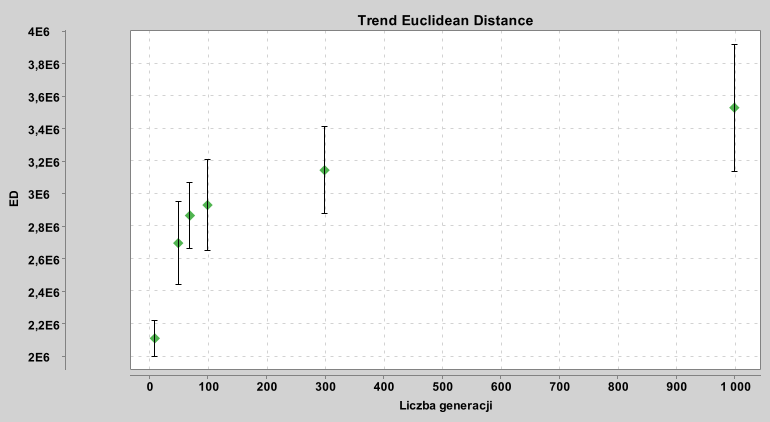 Trend Euclidean Distance
4E6
3,8E6
3,6E6
3,4E6
3,2E6
3E6
2,8E6
2,6E6
2,4E6
2,2E6
2E6
ED
0 100 200 300 400 500 600 700 800 900 1 000
Liczba generacji